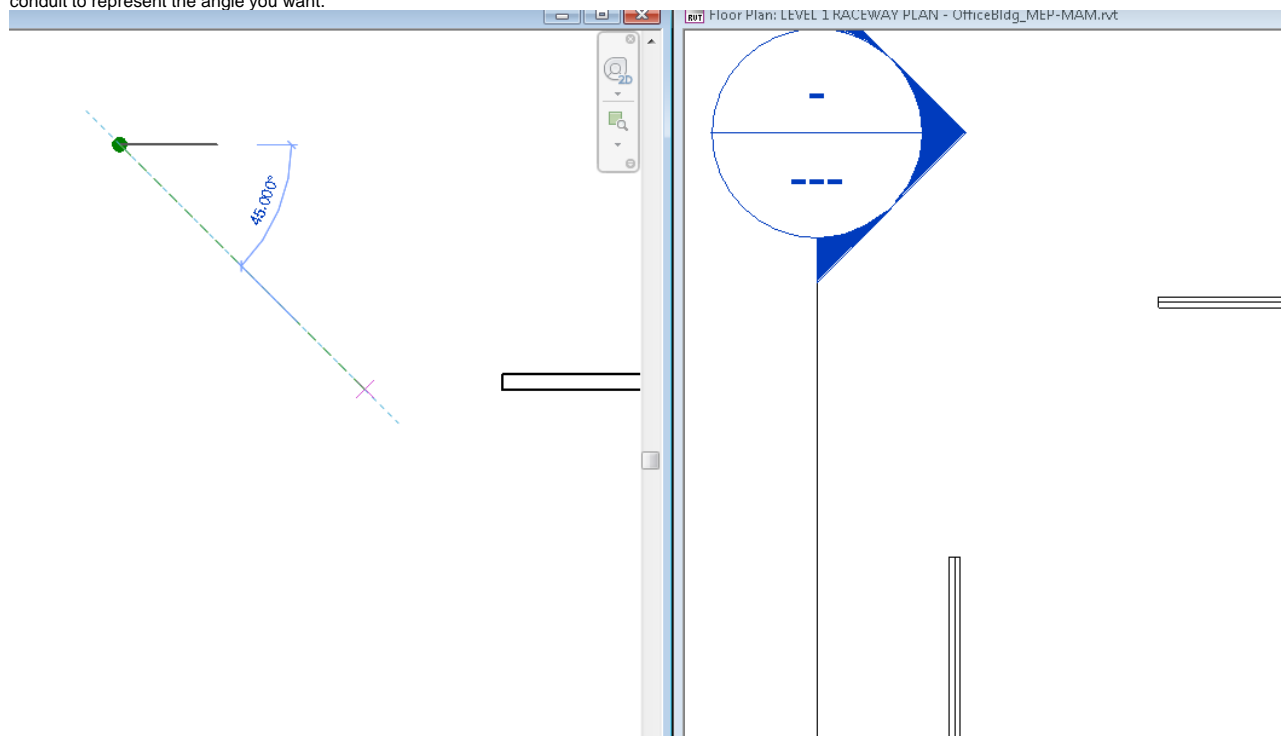 conduit to represent the angle you want.
RVT Floor Plan: LEVEL 1 RACEWAY PLAN - OfficeBldg_MEP-MAM.rvt
2D
45.000°